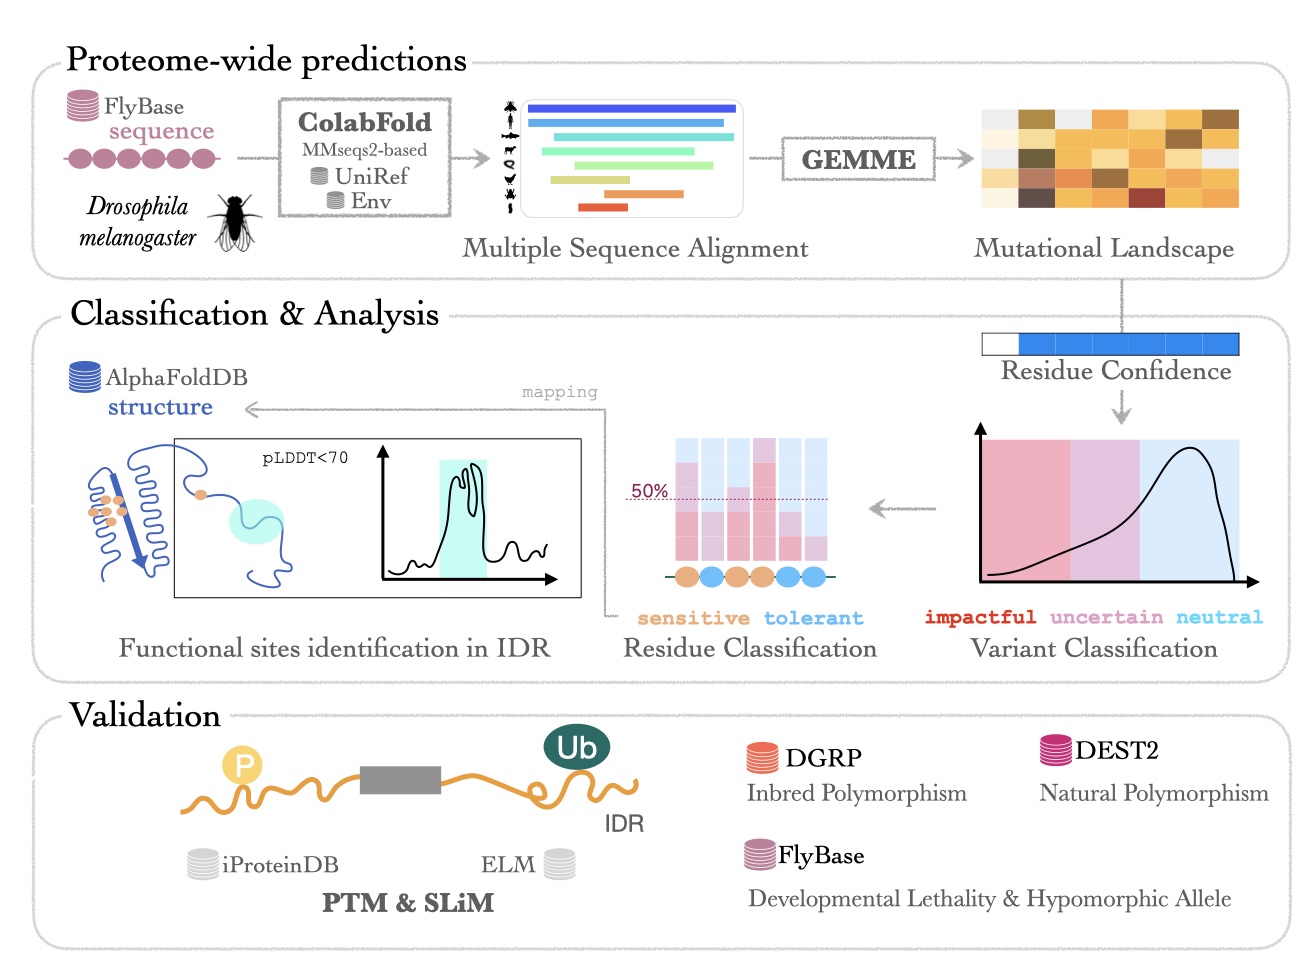 Proteome-wide predictions
FlyBase
sequence
Drosophila
melanogaster
ColabFold
MMseqs2-based
UniRef
Env
Multiple Sequence Alignment
GEMME
Mutational Landscape
Classification & Analysis
AlphaFoldDB
structure
mapping
pLDDT<70
Functional sites identification in IDR
50%
sensitive tolerant
Residue Classification
Residue Confidence
impactful uncertain neutral
Variant Classification
Validation
P
Ub
IDR
iProteinDB
ELM
PTM & SLiM
DGRP
Inbred Polymorphism
DEST2
Natural Polymorphism
FlyBase
Developmental Lethality & Hypomorphic Allele